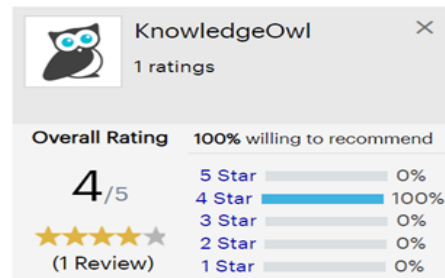 KnowledgeOwl ×
1 ratings
Overall Rating
4/5
(1 Review)
100% willing to recommend
5 Star 0%
4 Star 100%
3 Star 0%
2 Star 0%
1 Star 0%